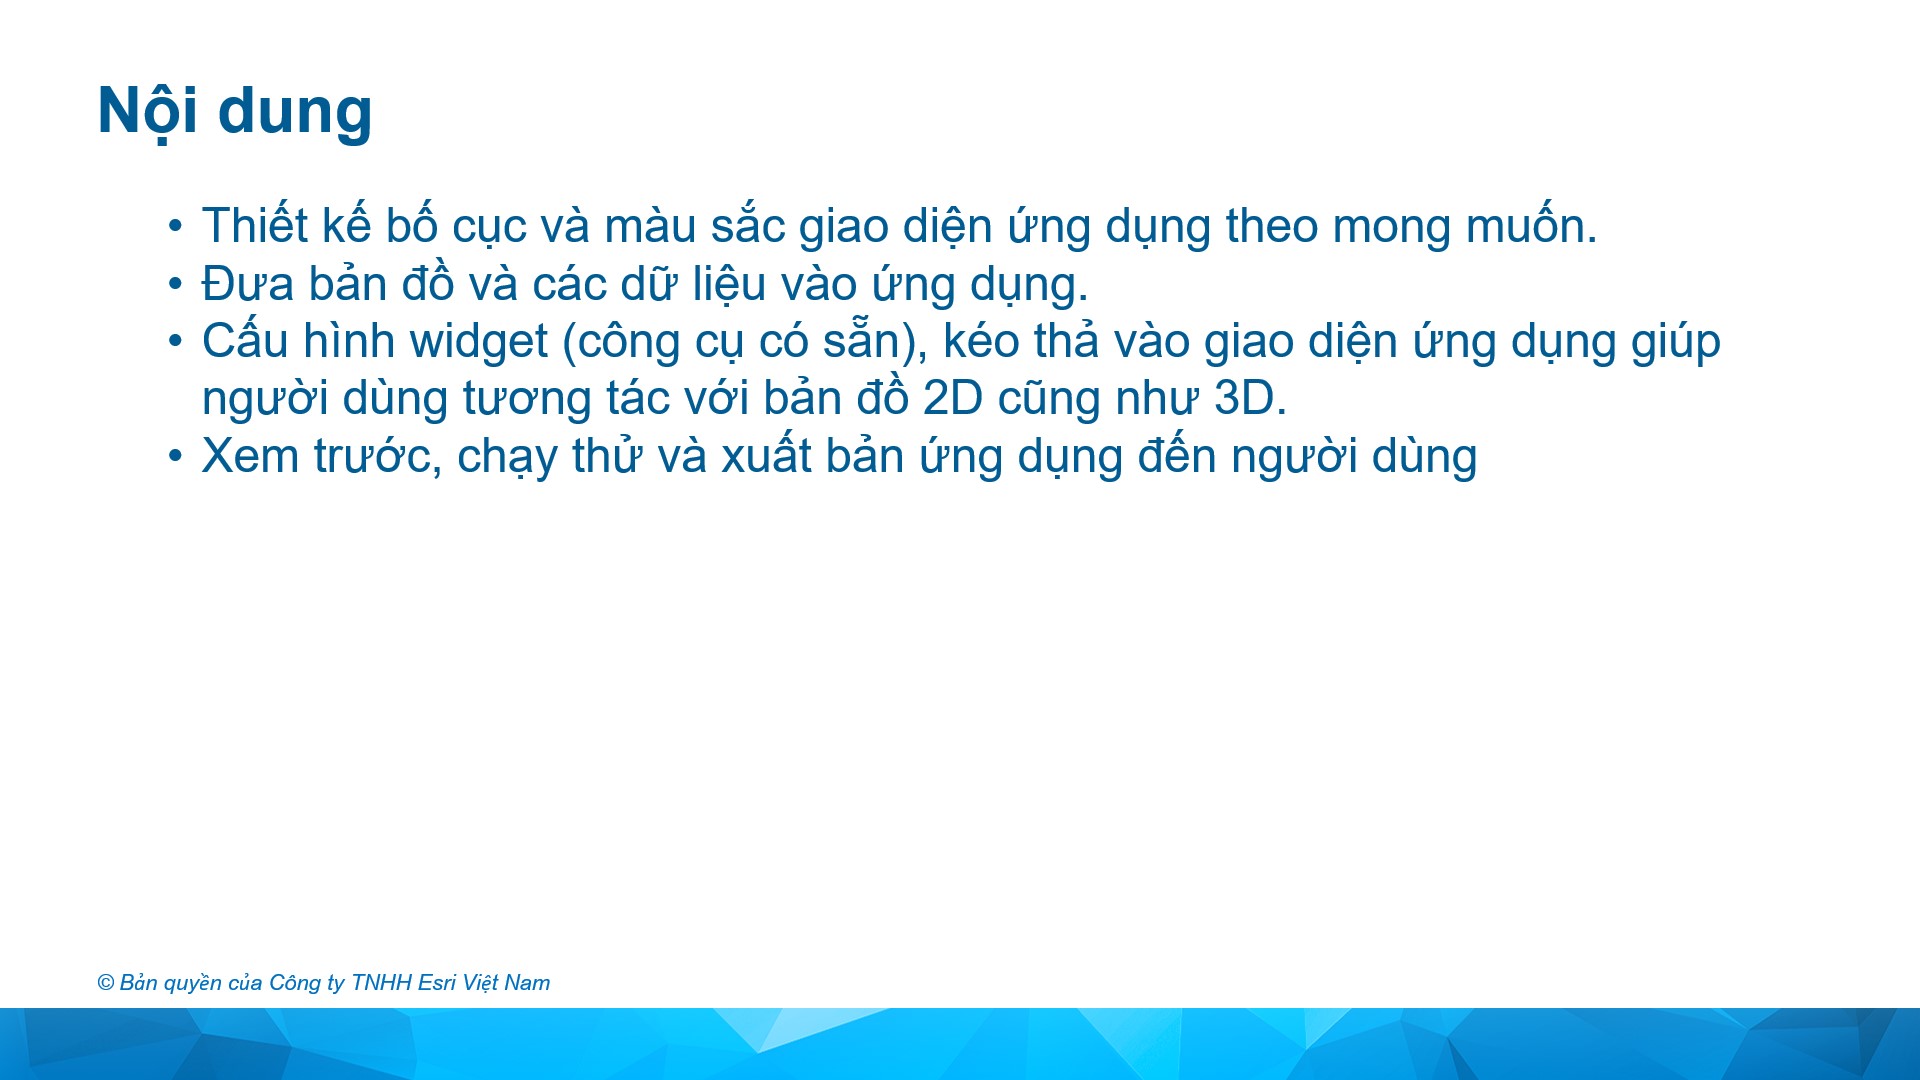 Nội dung
• Thiết kế bố cục và màu sắc giao diện ứng dụng theo mong muốn.
• Đưa bản đồ và các dữ liệu vào ứng dụng.
• Cấu hình widget (công cụ có sẵn), kéo thả vào giao diện ứng dụng giúp
người dùng tương tác với bản đồ 2D cũng như 3D.
• Xem trước, chạy thử và xuất bản ứng dụng đến người dùng
© Bản quyền của Công ty TNHH Esri Việt Nam